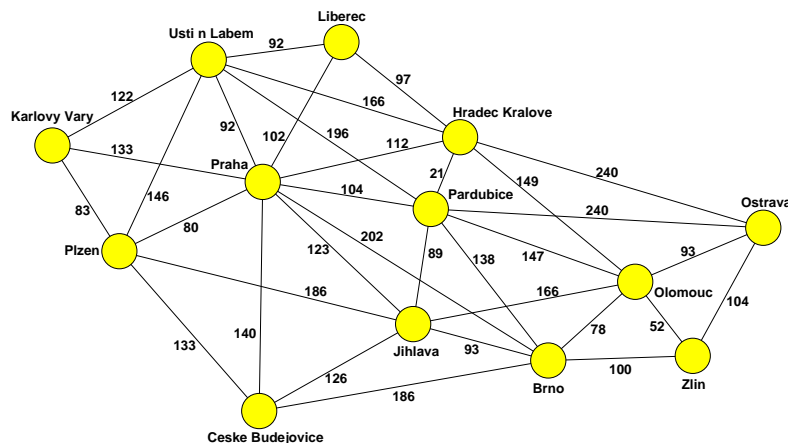 Liberec
Usti n Labem
92
97
122
166
Hradec Kralove
Karlovy Vary
92
102
196
133
112
Praha
21
149
240
104
Pardubice
146
240
Ostrava
83
80
202
123
89
138
147
93
Plzen
186
166
Olomouc
104
140
78
52
133
Jihlava
93
126
Brno
100
Zlin
186
Ceske Budejovice